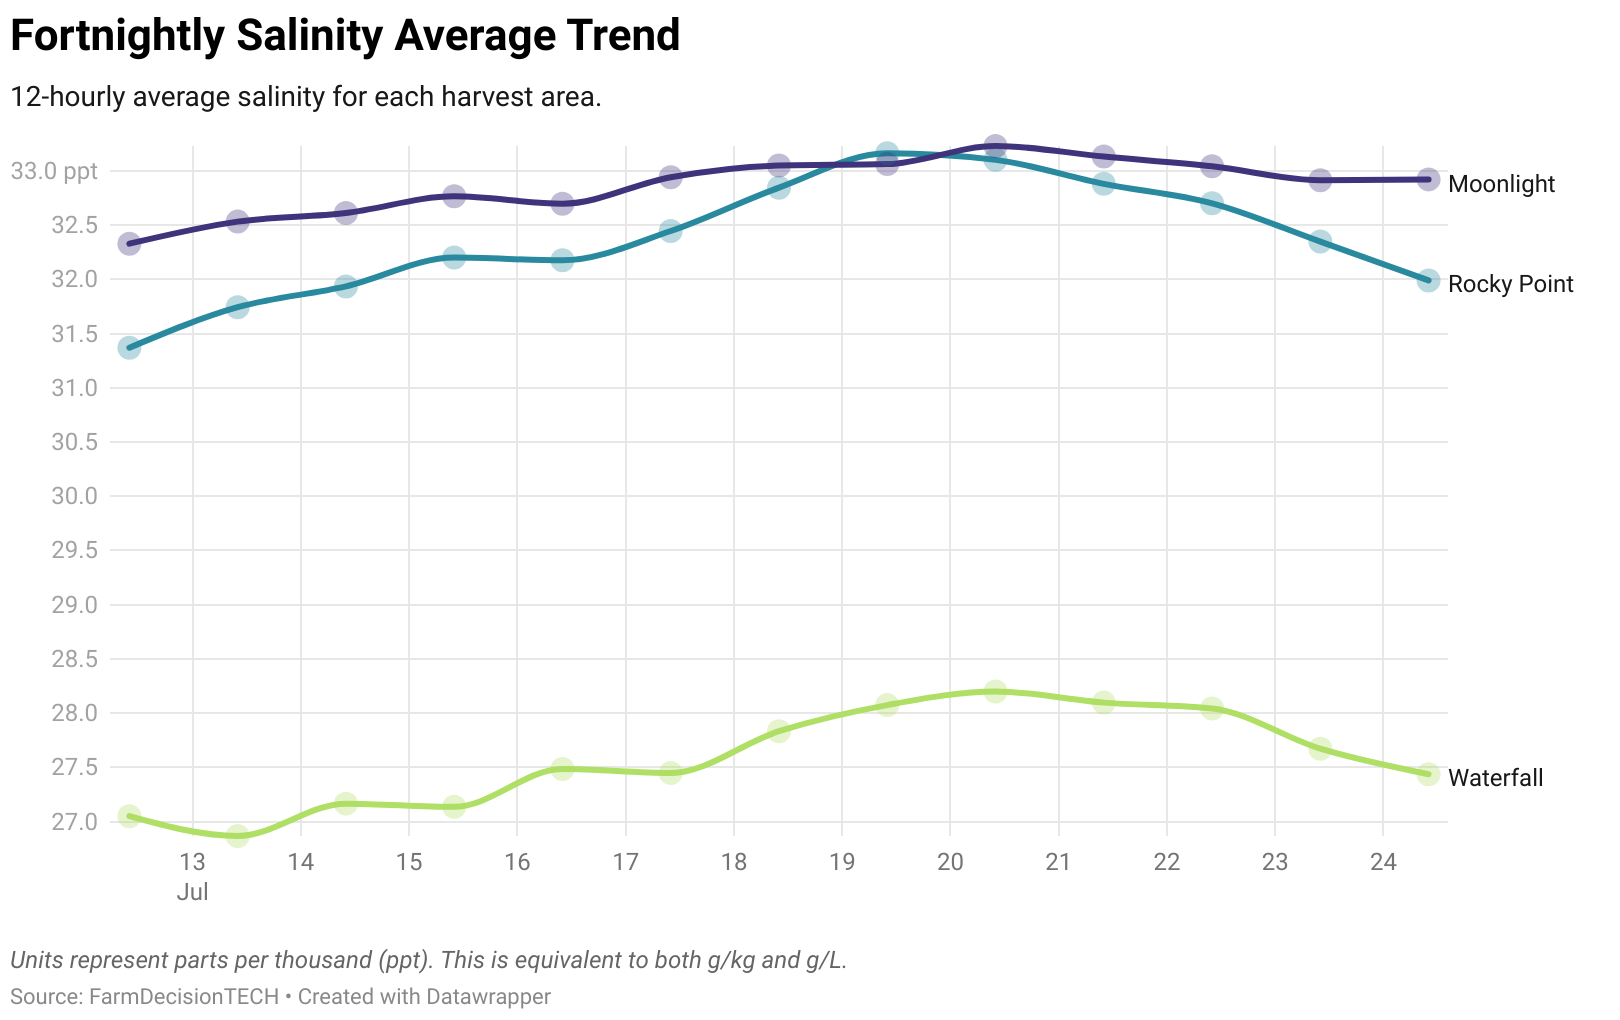 Fortnightly Salinity Average Trend
12-hourly average salinity for each harvest area.
33.0 ppt
32.5
32.0
31.5
31.0
30.5
30.0
29.5
29.0
28.5
28.0
27.5
27.0
Moonlight
Rocky Point
Waterfall
13 14 15 16 17 18 19 20 21 22 23 24
Jul
Units represent parts per thousand (ppt). This is equivalent to both g/kg and g/L.
Source: FarmDecisionTECH • Created with Datawrapper